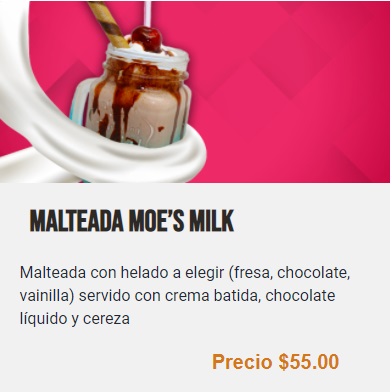 MALTEADA MOE'S MILK
Malteada con helado a elegir (fresa, chocolate,
vainilla) servido con crema batida, chocolate
líquido y cereza
Precio $55.00